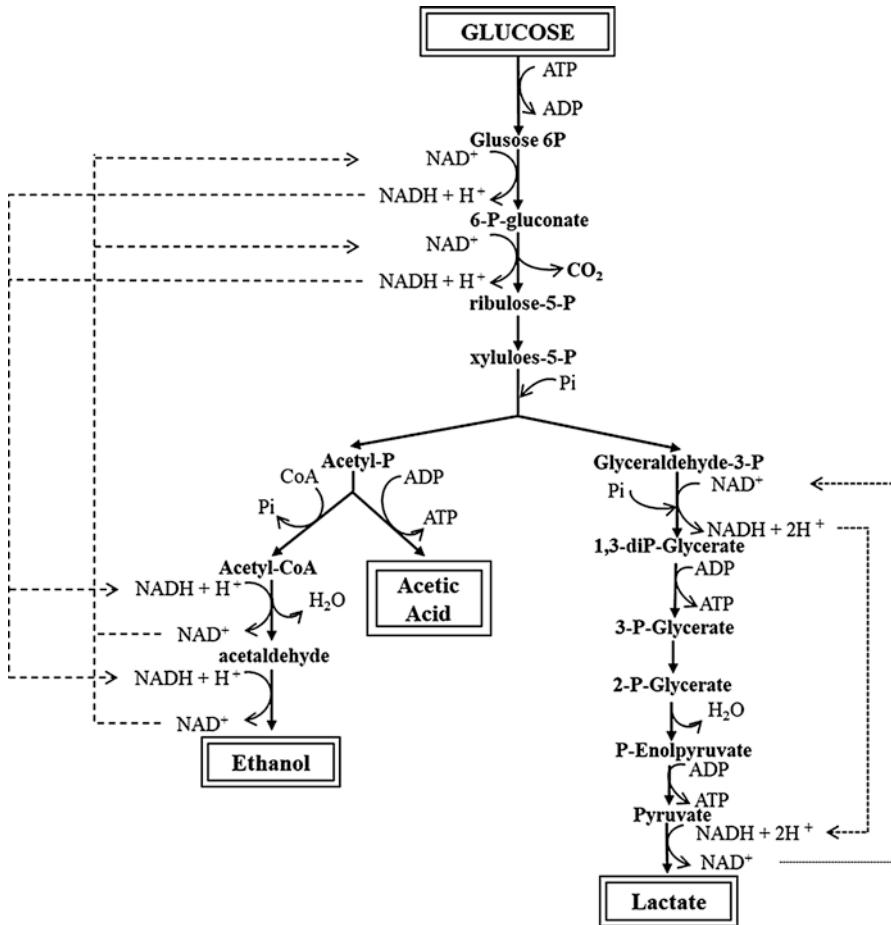 GLUCOSE
ATP
ADP
Glusose 6P
NAD⁺
NADH + H⁺
6-P-gluconate
NAD⁺
CO₂
NADH + H⁺
ribulose-5-P
xyluloes-5-P
Pi
Acetyl-P
CoA
ADP
Pi
ATP
Acetyl-CoA
NADH + H⁺
H₂O
NAD⁺
acetaldehyde
NADH + H⁺
NAD⁺
Ethanol
Acetic
Acid
Glyceraldehyde-3-P
Pi
NAD⁺
NADH + 2H⁺
1,3-diP-Glycerate
ADP
ATP
3-P-Glycerate
2-P-Glycerate
H₂O
P-Enolpyruvate
ADP
ATP
Pyruvate
NADH + 2H⁺
NAD⁺
Lactate